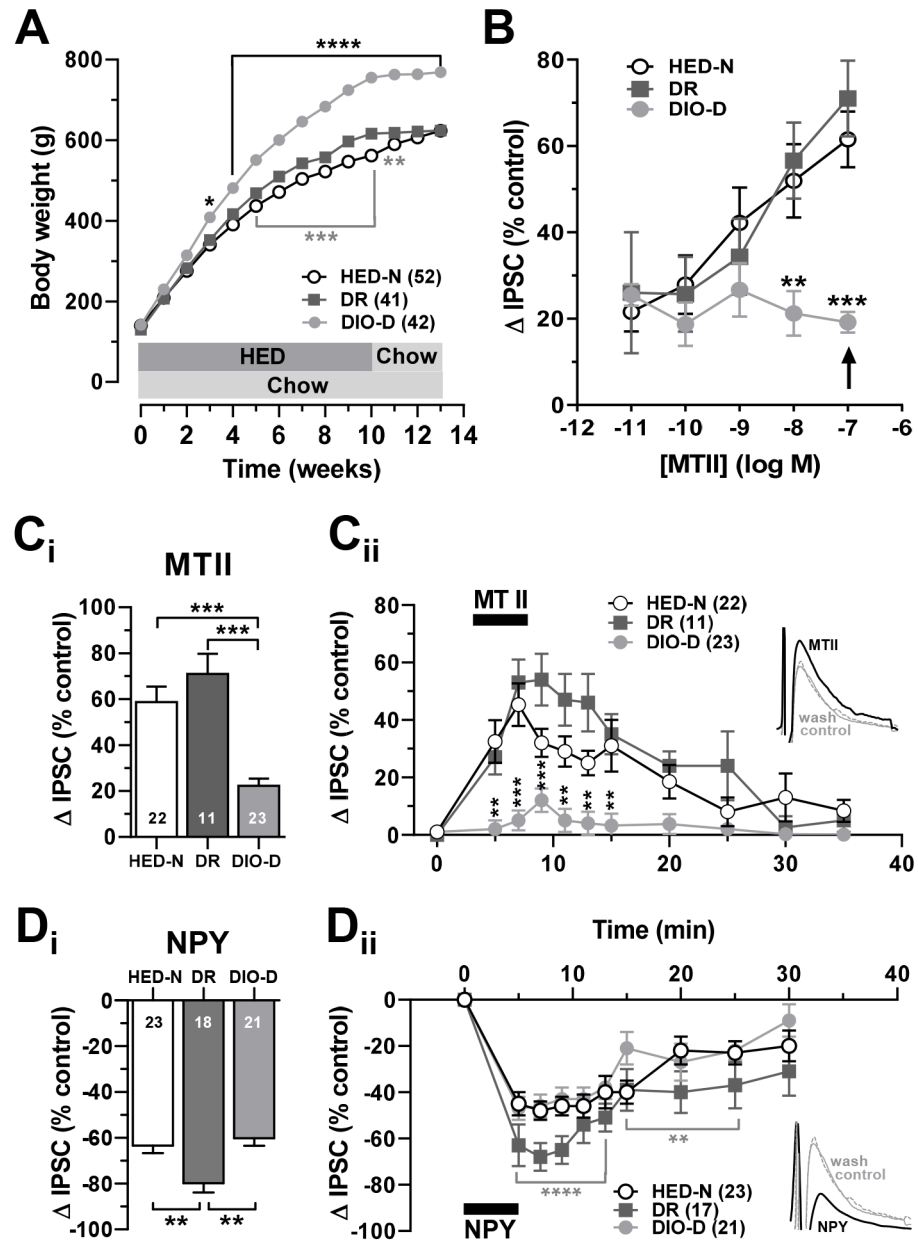 A
Body weight (g)
800
600
400
200
0
****
*
**
***
HED-N (52)
DR (41)
DIO-D (42)
HED
Chow
Chow
0 2 4 6 8 10 12 14
Time (weeks)
B
Δ IPSC (% control)
80
60
40
20
0
HED-N
DR
DIO-D
**
***
-12 -11 -10 -9 -8 -7 -6
[MTII] (log M)
Ci
MTII
Δ IPSC (% control)
100
80
60
40
20
0
***
***
22 11 23
HED-N DR DIO-D
Cii
Δ IPSC (% control)
80
60
40
20
0
MT II
HED-N (22)
DR (11)
DIO-D (23)
** *** *** ** ** **
MTII
wash
control
0 10 20 30 40
Time (min)
Di
NPY
HED-N DR DIO-D
Δ IPSC (% control)
0
-20
-40
-60
-80
-100
23 18 21
** **
Dii
0 10 20 30 40
Δ IPSC (% control)
0
-20
-40
-60
-80
-100
**
****
NPY
HED-N (23)
DR (17)
DIO-D (21)
wash
control
NPY